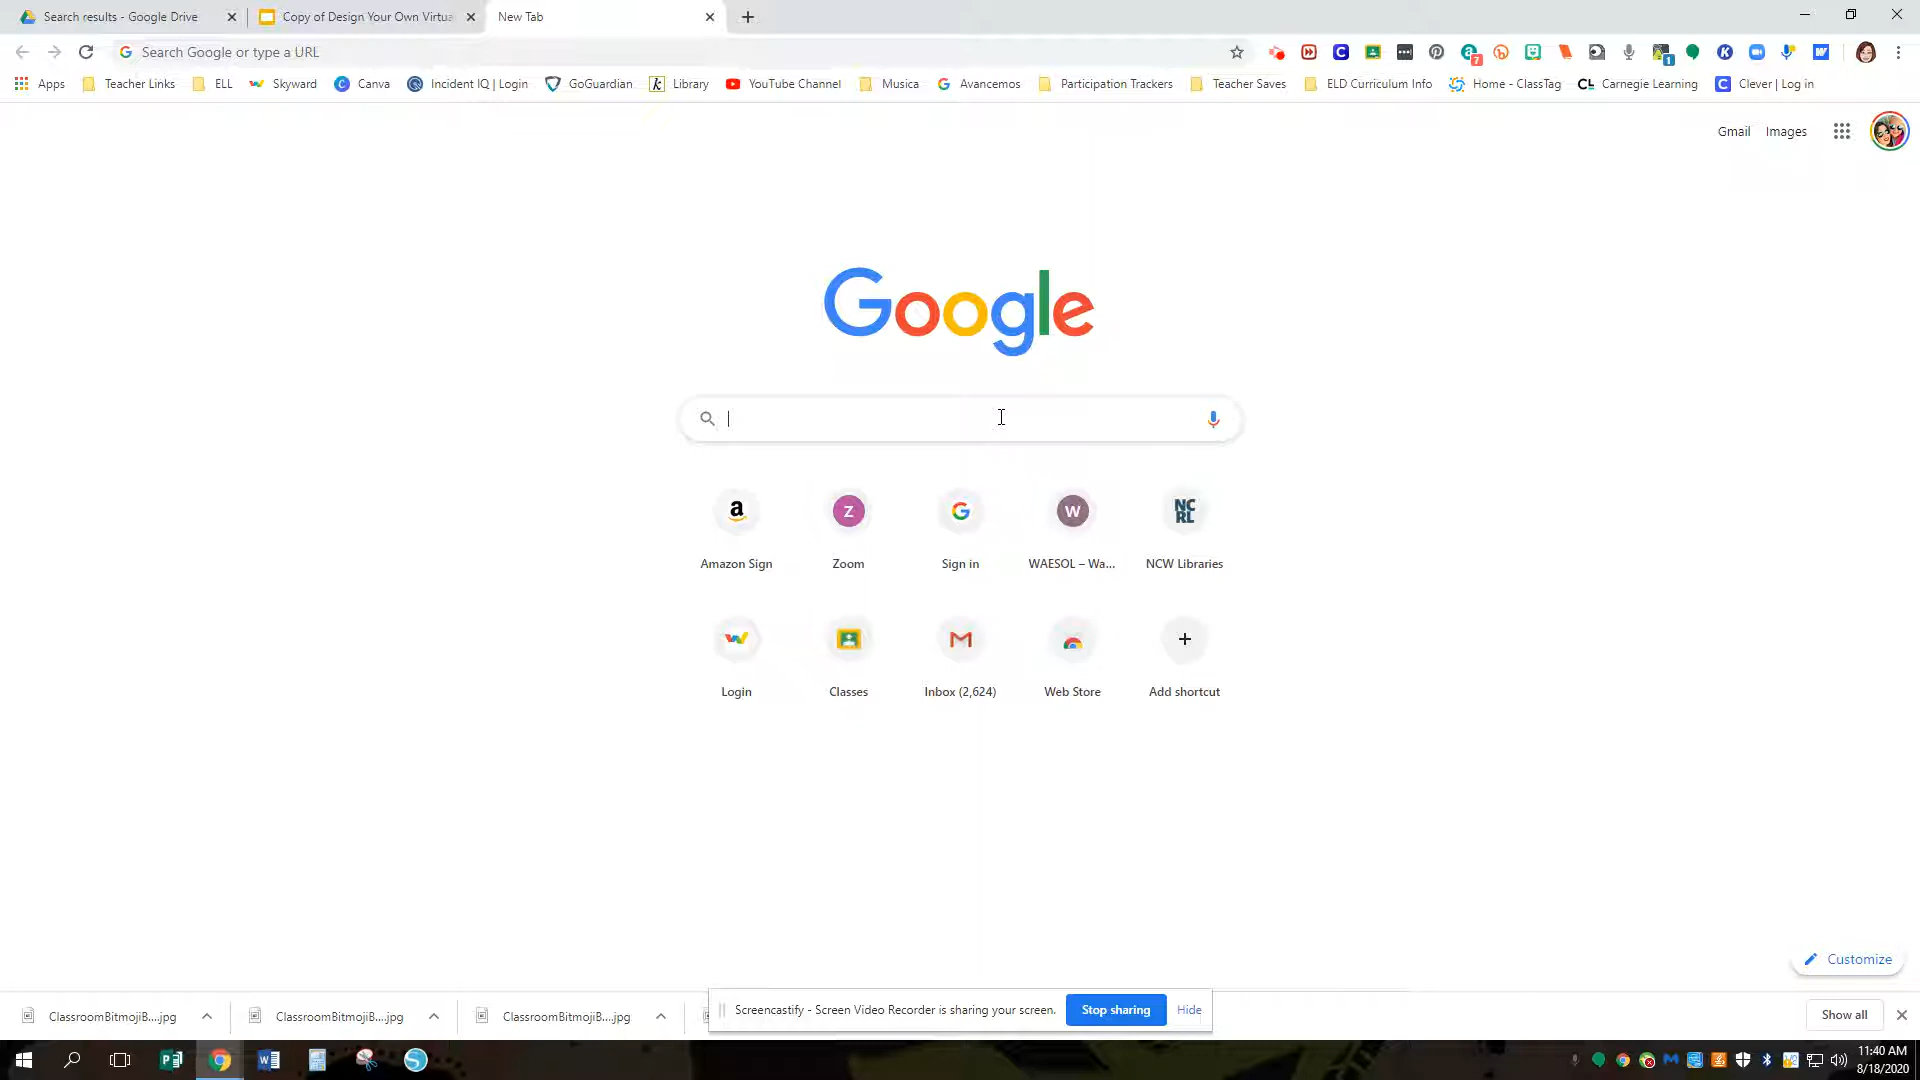 Search results - Google Drive
Copy of Design Your Own Virtua
New Tab
Search Google or type a URL
7
1
Apps
Teacher Links
ELL
Skyward
Canva
Incident IQ | Login
GoGuardian
Library
YouTube Channel
Musica
Avancemos
Participation Trackers
Teacher Saves
ELD Curriculum Info
Home - ClassTag
Carnegie Learning
Clever | Log in
Gmail
Images
Google
Amazon Sign
Zoom
Sign in
WAESOL – Wa...
NCW Libraries
Login
Classes
Inbox (2,624)
Web Store
Add shortcut
Customize
ClassroomBitmojiB....jpg
ClassroomBitmojiB....jpg
ClassroomBitmojiB....jpg
Screencastify - Screen Video Recorder is sharing your screen.
Stop sharing
Hide
Show all
11:40 AM
8/18/2020